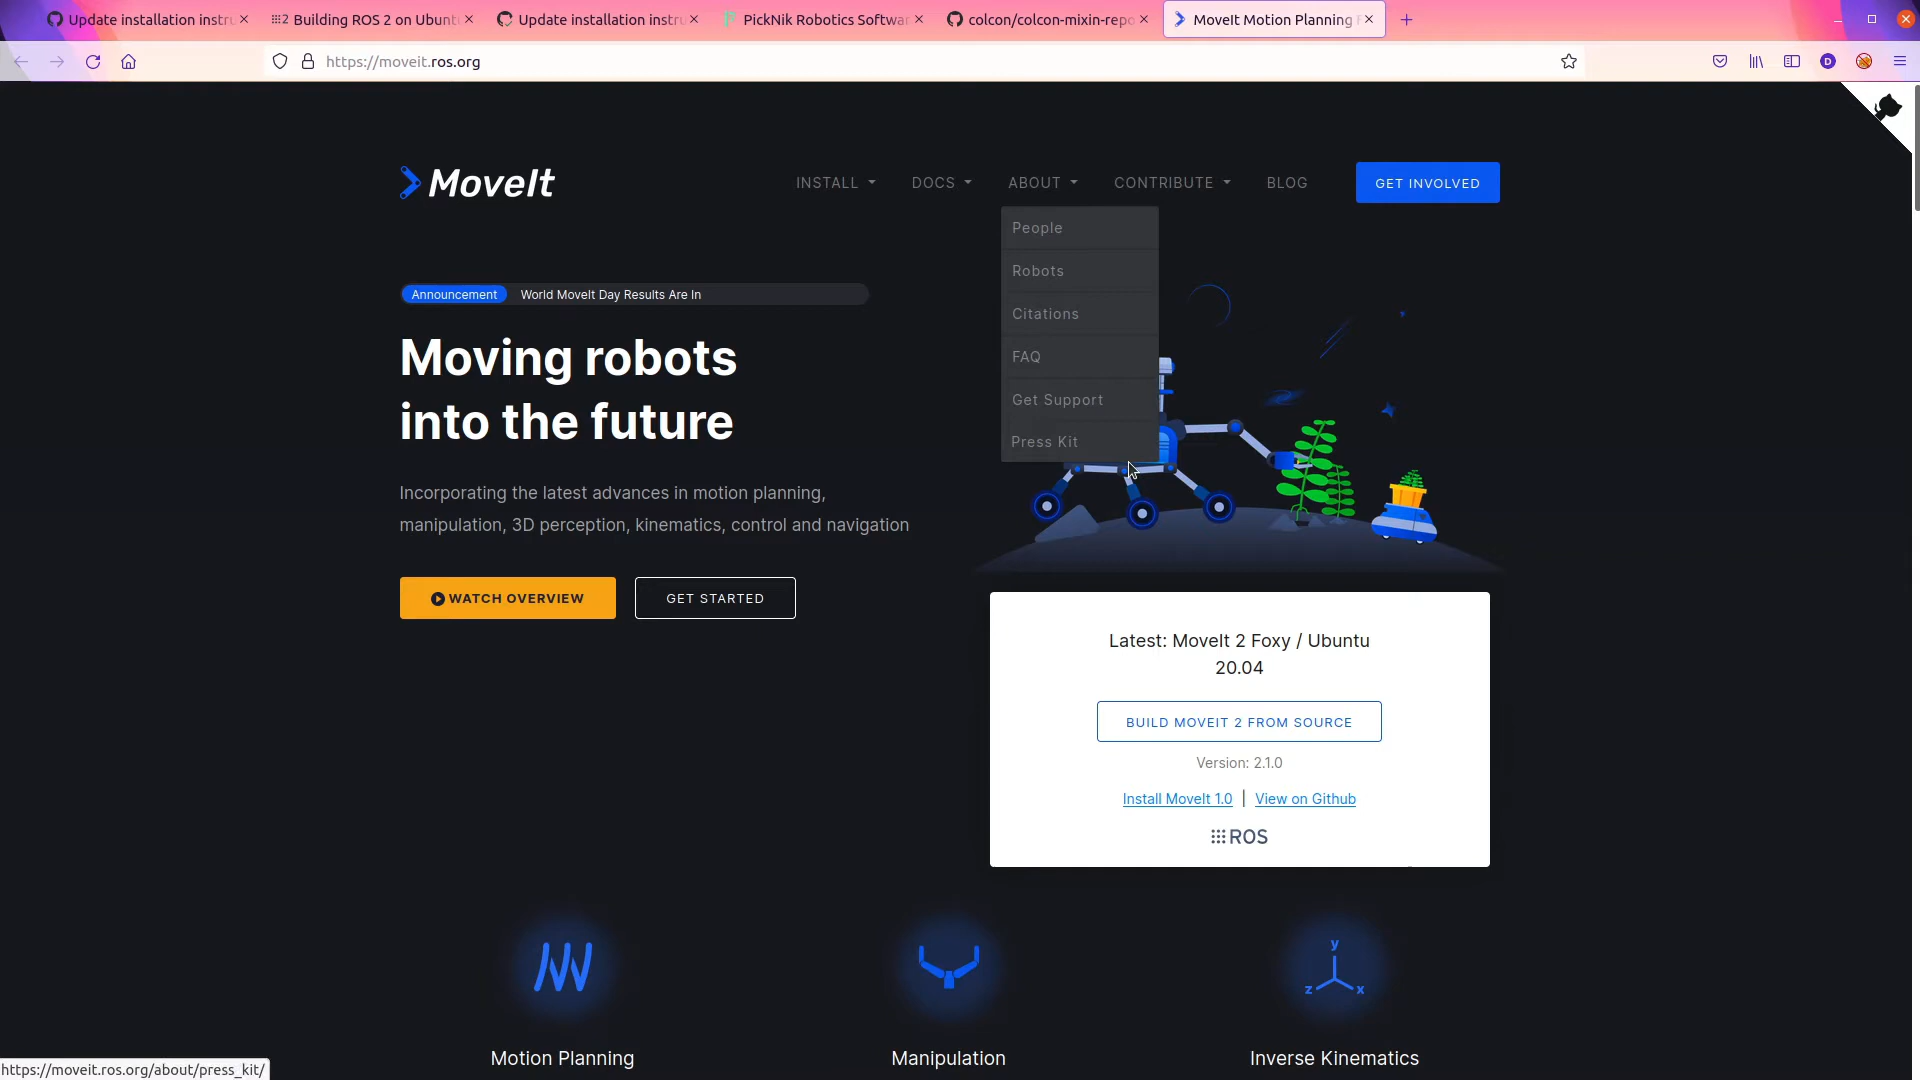 Update installation instru
Building ROS 2 on Ubunt
Update installation instru
PickNik Robotics Softwar
colcon/colcon-mixin-repo
MoveIt Motion Planning F
https://moveit.ros.org
D
MoveIt
INSTALL
DOCS
ABOUT
CONTRIBUTE
BLOG
GET INVOLVED
People
Robots
Citations
FAQ
Get Support
Press Kit
Announcement World MoveIt Day Results Are In
Moving robots
into the future
Incorporating the latest advances in motion planning,
manipulation, 3D perception, kinematics, control and navigation
WATCH OVERVIEW
GET STARTED
Latest: MoveIt 2 Foxy / Ubuntu
20.04
BUILD MOVEIT 2 FROM SOURCE
Version: 2.1.0
Install MoveIt 1.0 | View on Github
ROS
y
z x
Motion Planning
Manipulation
Inverse Kinematics
https://moveit.ros.org/about/press_kit/